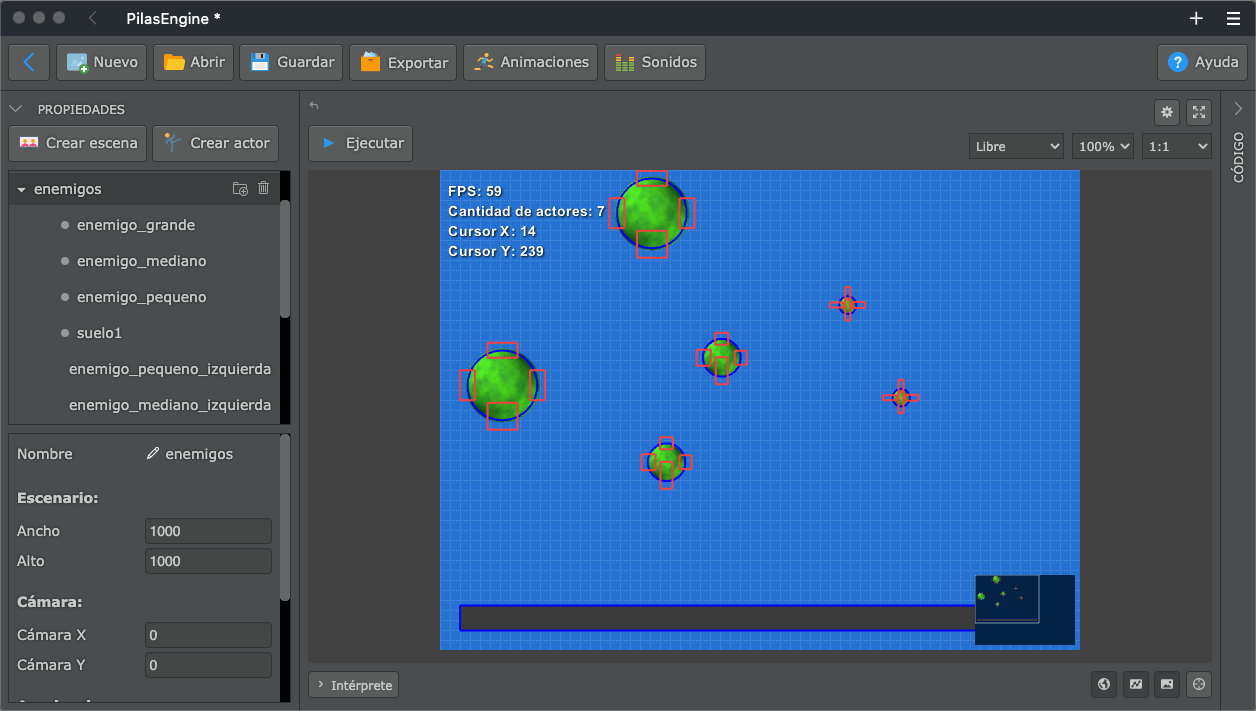 PilasEngine *
Nuevo
Abrir
Guardar
Exportar
Animaciones
Sonidos
? Ayuda
PROPIEDADES
Crear escena
Crear actor
enemigos
enemigo_grande
enemigo_mediano
enemigo_pequeno
suelo1
enemigo_pequeno_izquierda
enemigo_mediano_izquierda
Nombre
enemigos
Escenario:
Ancho
1000
Alto
1000
Cámara:
Cámara X
0
Cámara Y
0
Ejecutar
Libre
100%
1:1
FPS: 59
Cantidad de actores: 7
Cursor X: 14
Cursor Y: 239
Intérprete
CÓDIGO